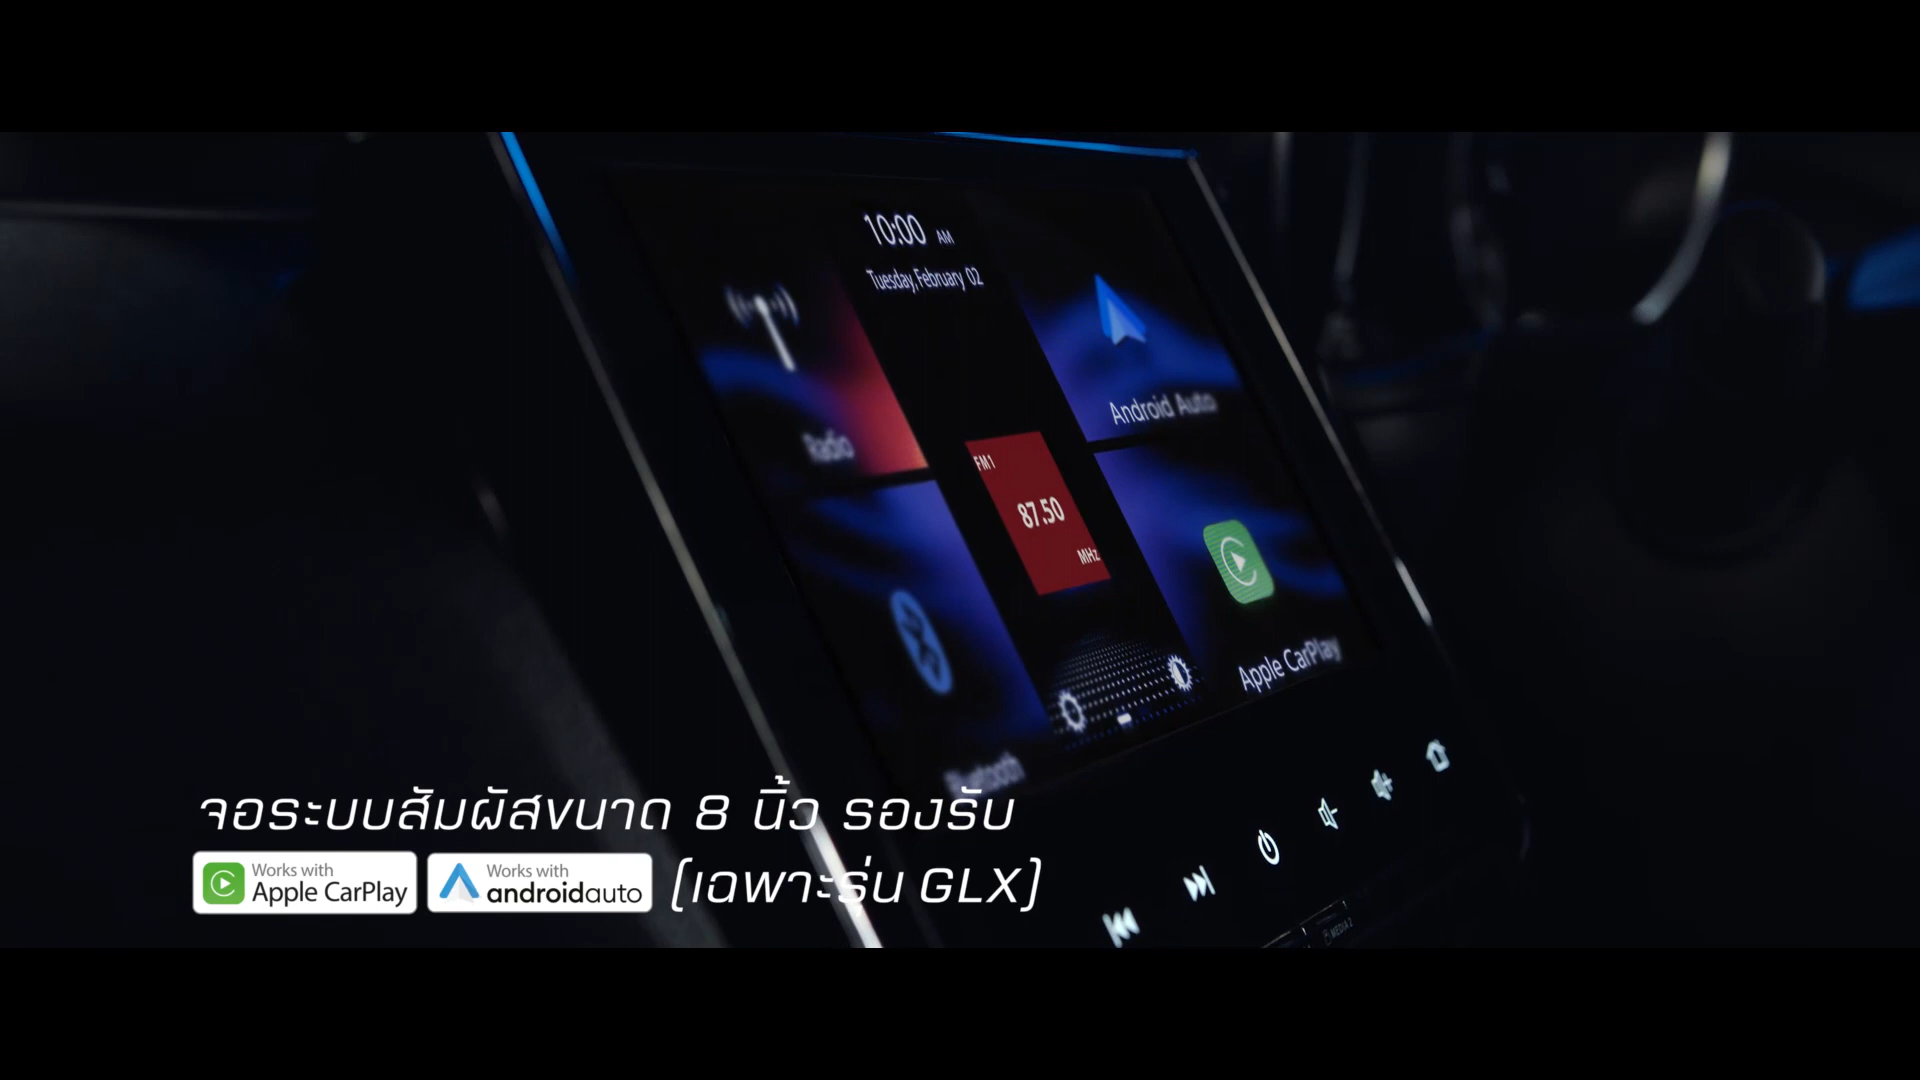 10:00 AM
Tuesday, February 02
Radio
Android Auto
FM1
87.50
MHz
Apple CarPlay
Bluetooth
จอระบบสัมผัสขนาด 8 นิ้ว รองรับ
Works with Apple CarPlay
Works with androidauto
(เฉพาะรุ่น GLX)
MEDIA 2